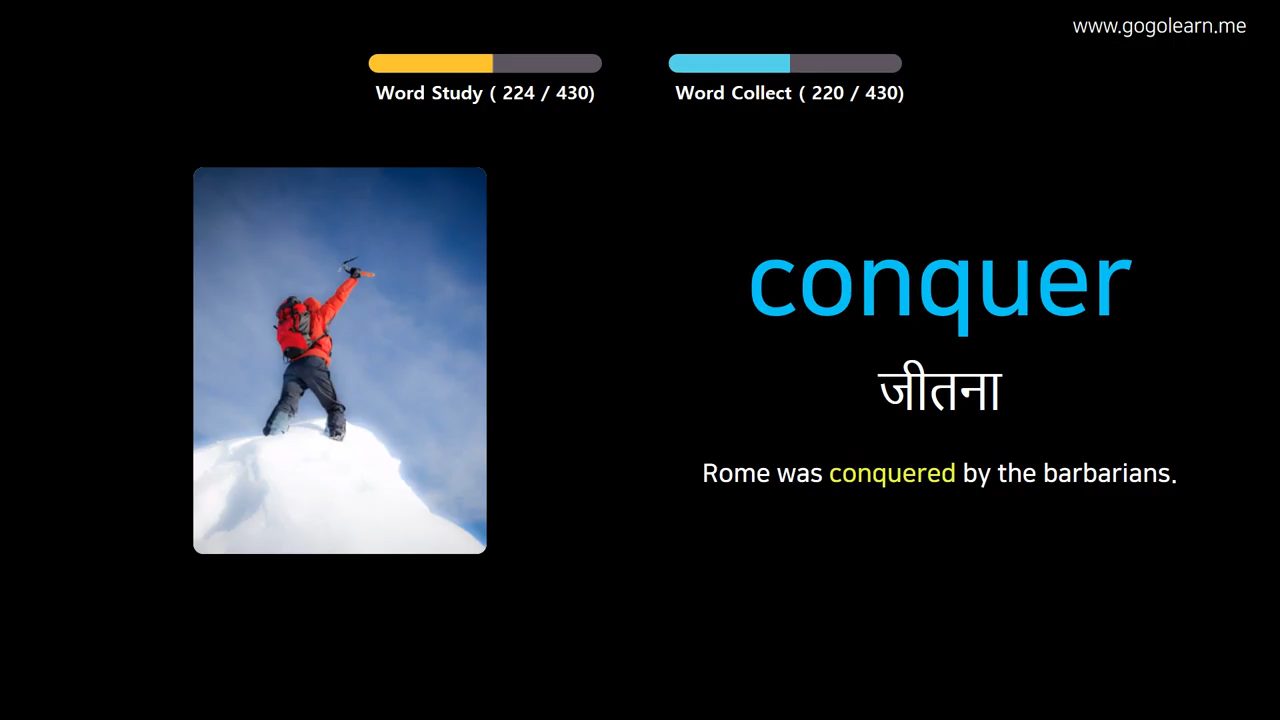 www.gogolearn.me
Word Study ( 224 / 430)
Word Collect ( 220 / 430)
conquer
जीतना
Rome was conquered by the barbarians.